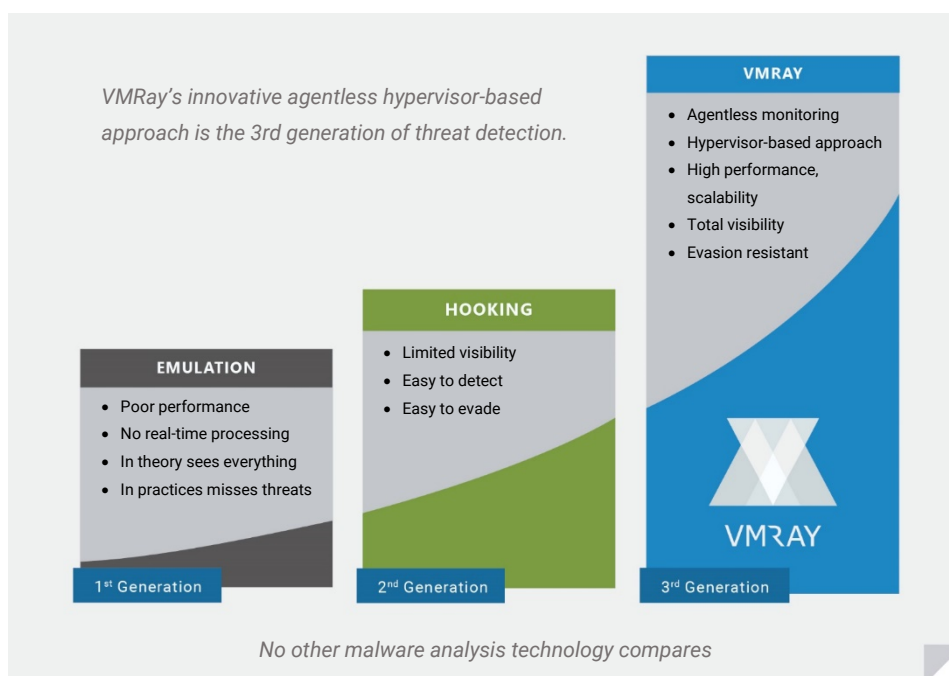 VMRay's innovative agentless hypervisor-based
approach is the 3rd generation of threat detection.
EMULATION
• Poor performance
• No real-time processing
• In theory sees everything
• In practices misses threats
1st Generation
HOOKING
• Limited visibility
• Easy to detect
• Easy to evade
2nd Generation
VMRAY
• Agentless monitoring
• Hypervisor-based approach
• High performance,
scalability
• Total visibility
• Evasion resistant
VMRAY
3rd Generation
No other malware analysis technology compares